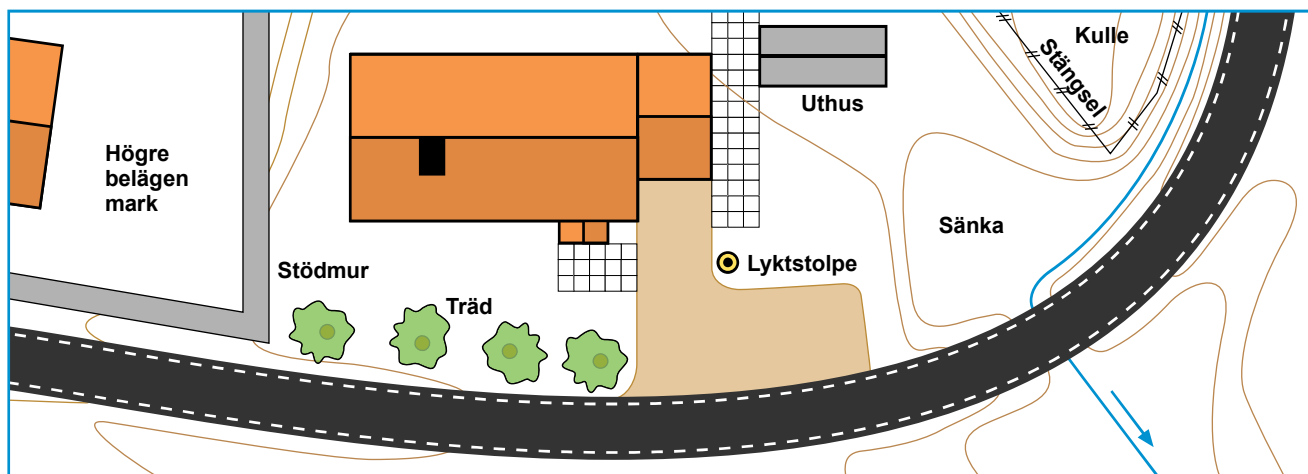 Kulle
Stängsel
Uthus
Högre
belägen
mark
Sänka
Stödmur
Lyktstolpe
Träd